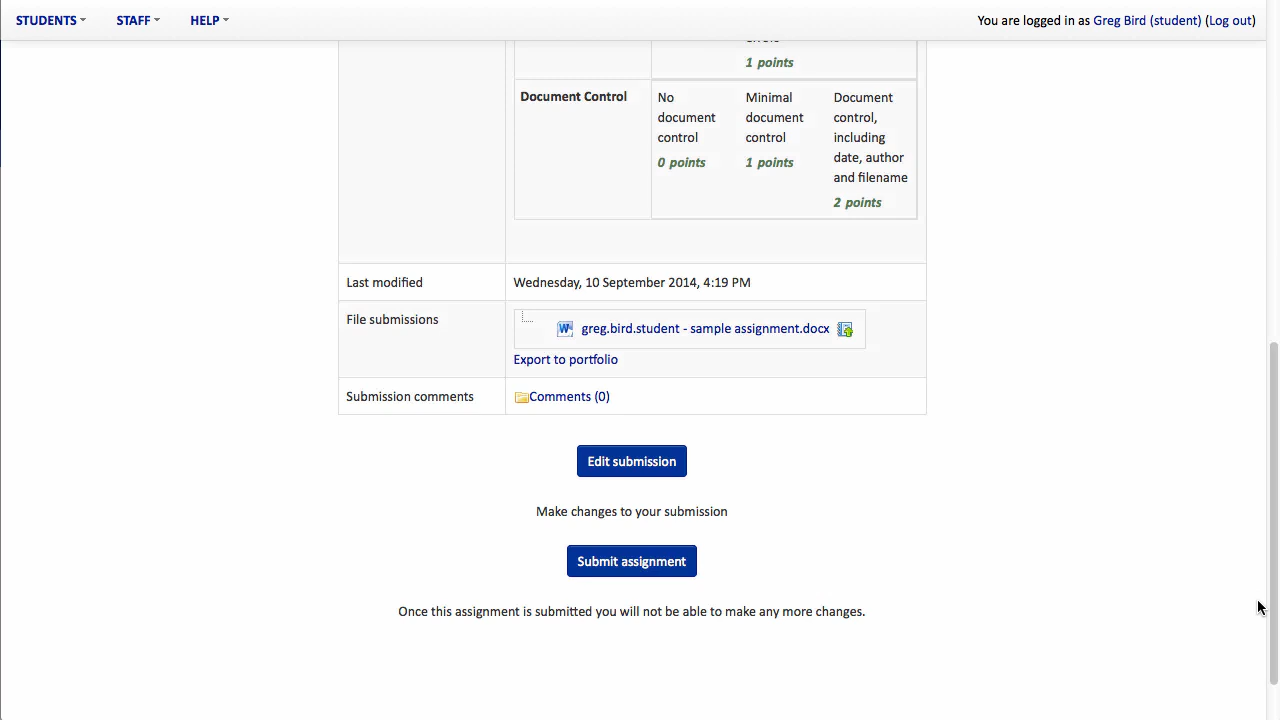 STUDENTS STAFF HELP You are logged in as Greg Bird (student) (Log out)
1 points
Document Control
No document control
0 points
Minimal document control
1 points
Document control, including date, author and filename
2 points
Last modified Wednesday, 10 September 2014, 4:19 PM
File submissions greg.bird.student - sample assignment.docx
Export to portfolio
Submission comments Comments (0)
Edit submission
Make changes to your submission
Submit assignment
Once this assignment is submitted you will not be able to make any more changes.